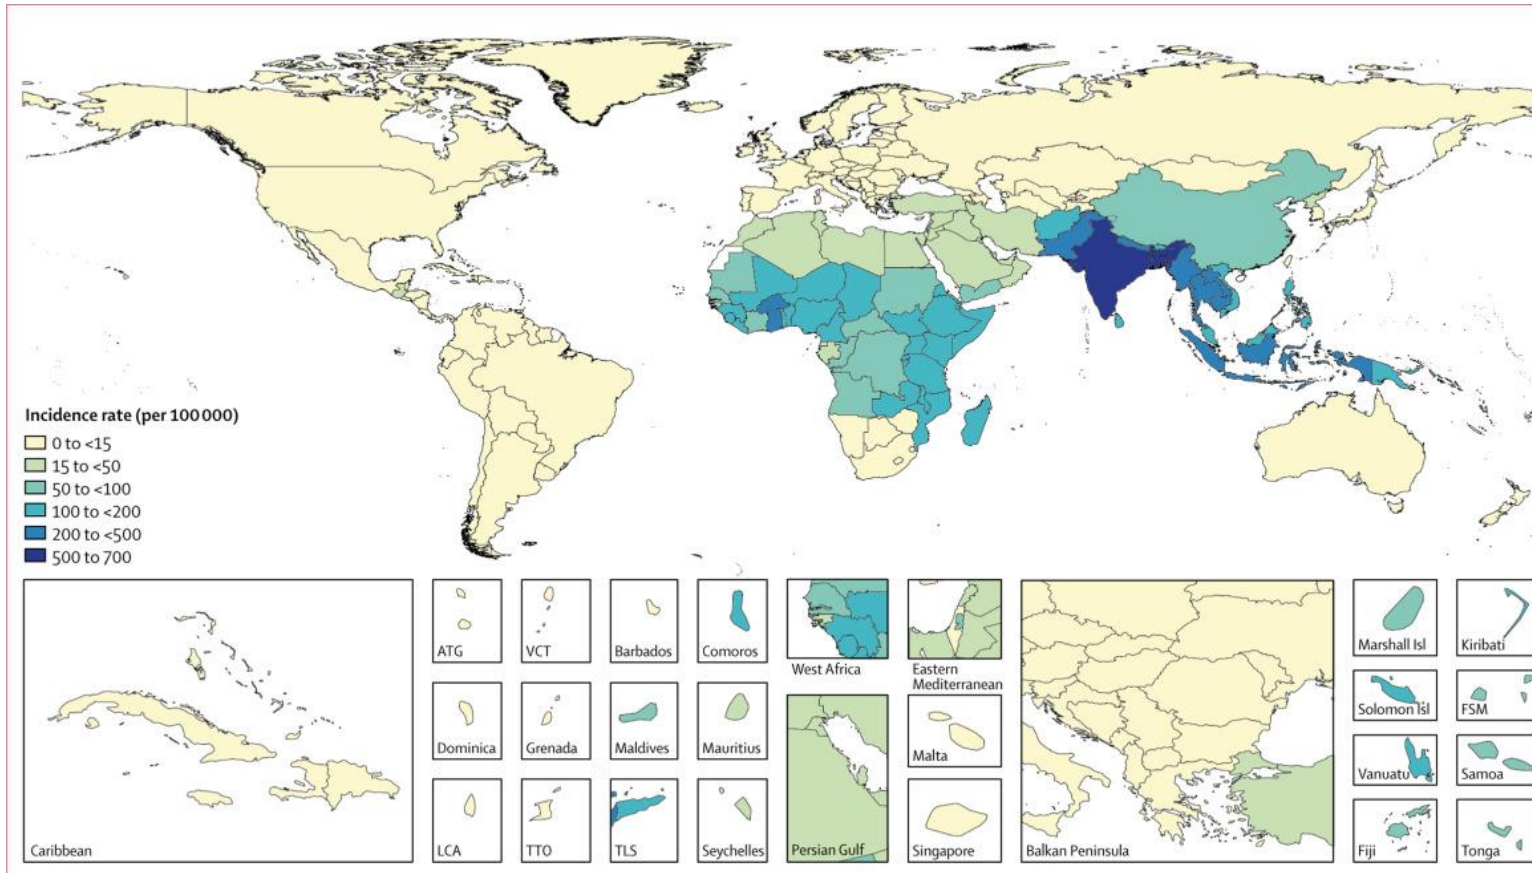 Incidence rate (per 100 000)
0 to <15
15 to <50
50 to <100
100 to <200
200 to <500
500 to 700
Caribbean
ATG
VCT
Barbados
Comoros
West Africa
Eastern
Mediterranean
Marshall Isl
Kiribati
Dominica
Grenada
Maldives
Mauritius
Malta
Solomon Isl
FSM
Vanuatu
Samoa
LCA
TTO
TLS
Seychelles
Persian Gulf
Singapore
Balkan Peninsula
Fiji
Tonga